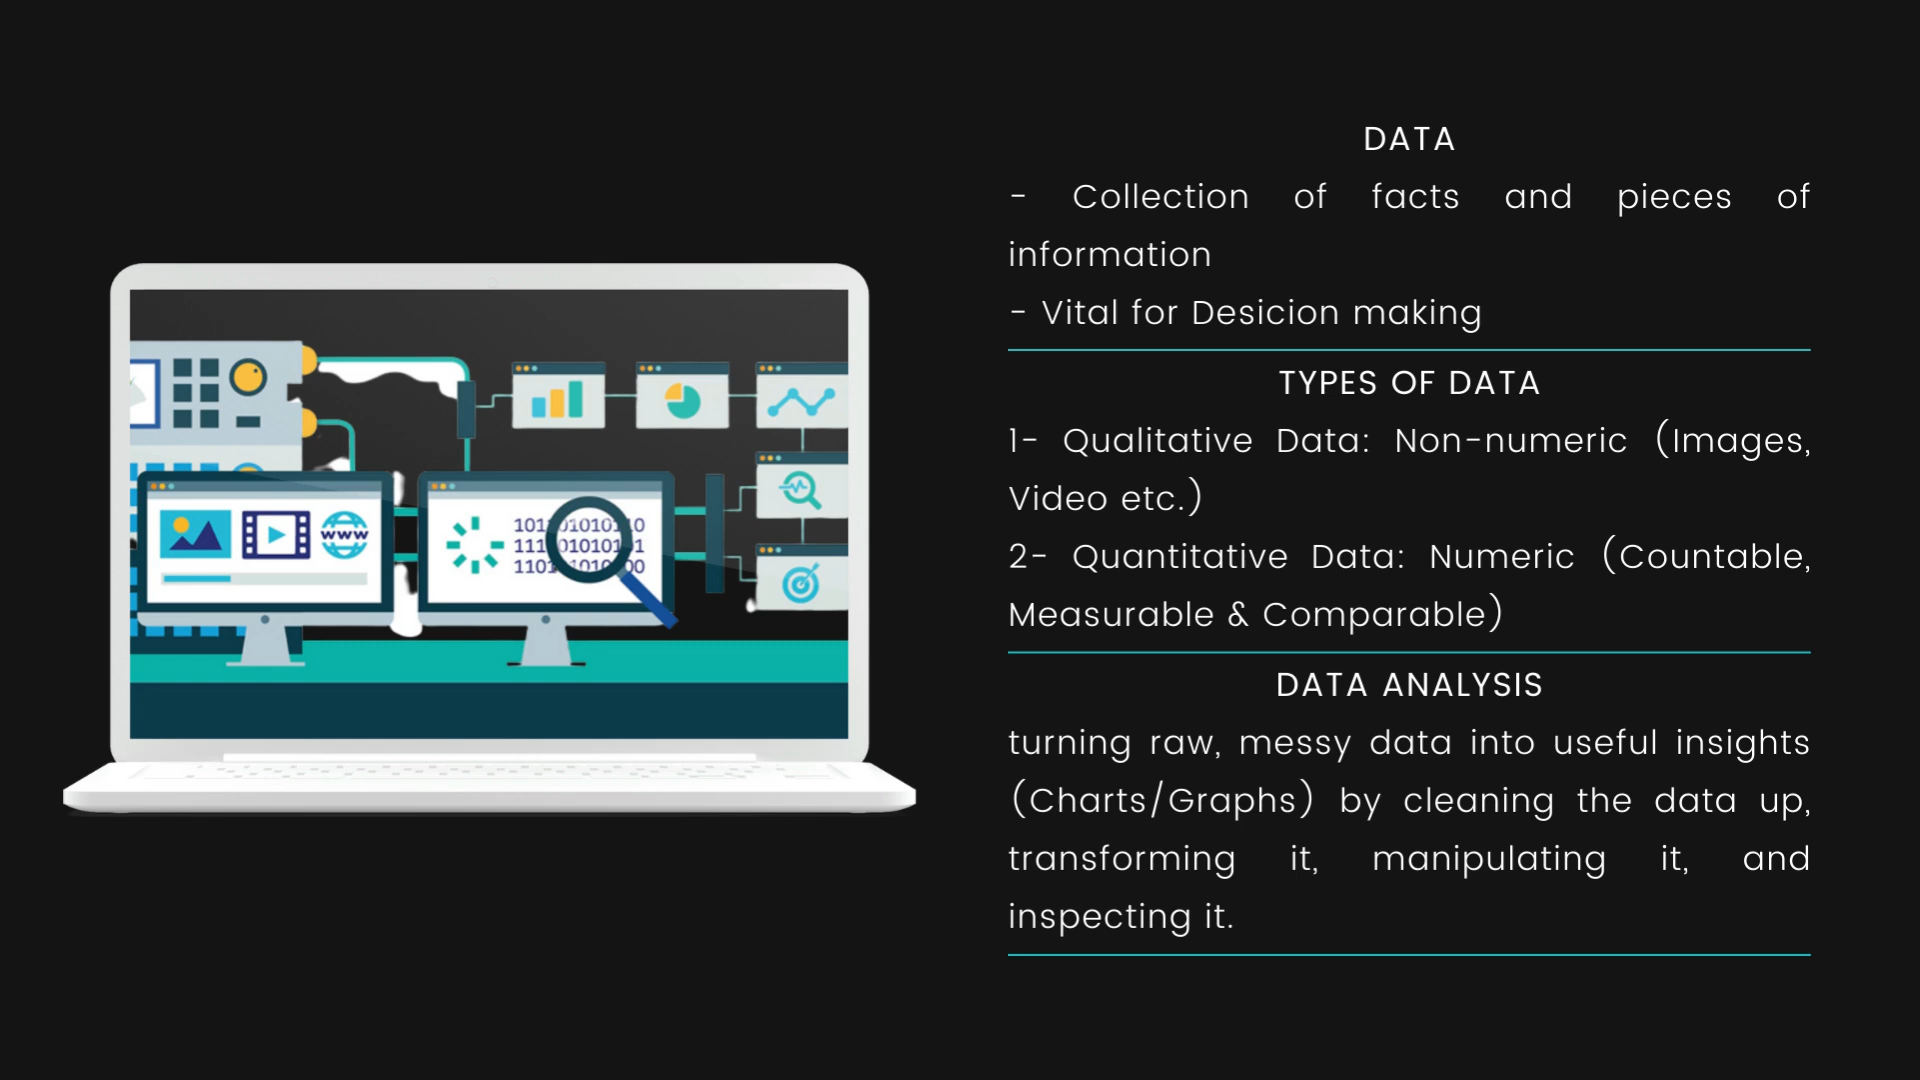 DATA
- Collection of facts and pieces of
information
- Vital for Desicion making
TYPES OF DATA
1- Qualitative Data: Non-numeric (Images,
Video etc.)
2- Quantitative Data: Numeric (Countable,
Measurable & Comparable)
DATA ANALYSIS
turning raw, messy data into useful insights
(Charts/Graphs) by cleaning the data up,
transforming it, manipulating it, and
inspecting it.
www